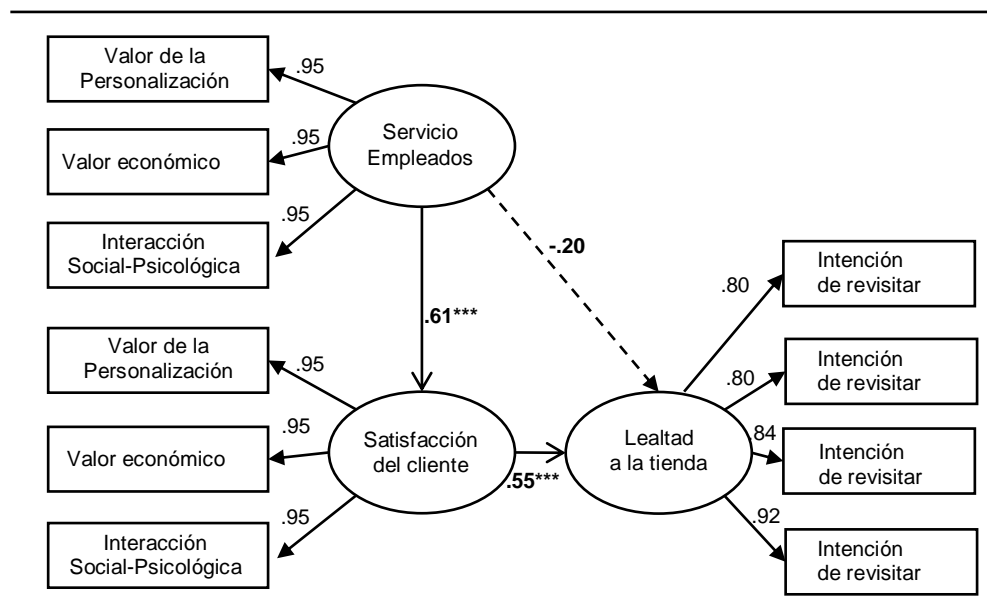 Valor de la
Personalización
.95
Valor económico
.95
Interacción
Social-Psicológica
.95
Servicio
Empleados
-.20
.61***
Valor de la
Personalización
.95
Valor económico
.95
Interacción
Social-Psicológica
.95
Satisfacción
del cliente
.55***
Lealtad
a la tienda
.80
Intención
de revisitar
.80
Intención
de revisitar
.84
Intención
de revisitar
.92
Intención
de revisitar